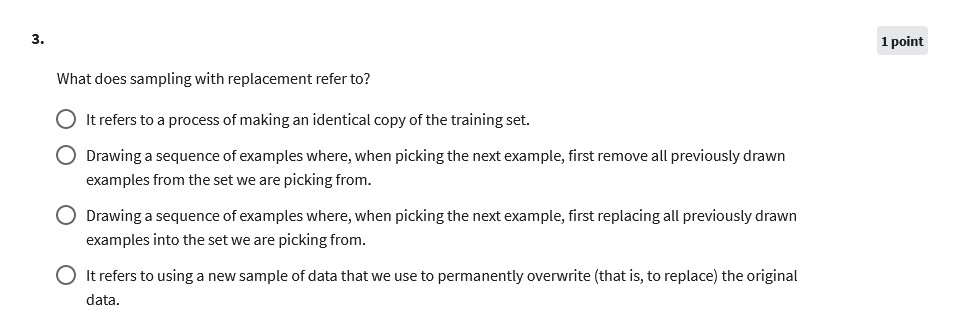 3.
1 point
What does sampling with replacement refer to?
It refers to a process of making an identical copy of the training set.
Drawing a sequence of examples where, when picking the next example, first remove all previously drawn
examples from the set we are picking from.
Drawing a sequence of examples where, when picking the next example, first replacing all previously drawn
examples into the set we are picking from.
It refers to using a new sample of data that we use to permanently overwrite (that is, to replace) the original
data.